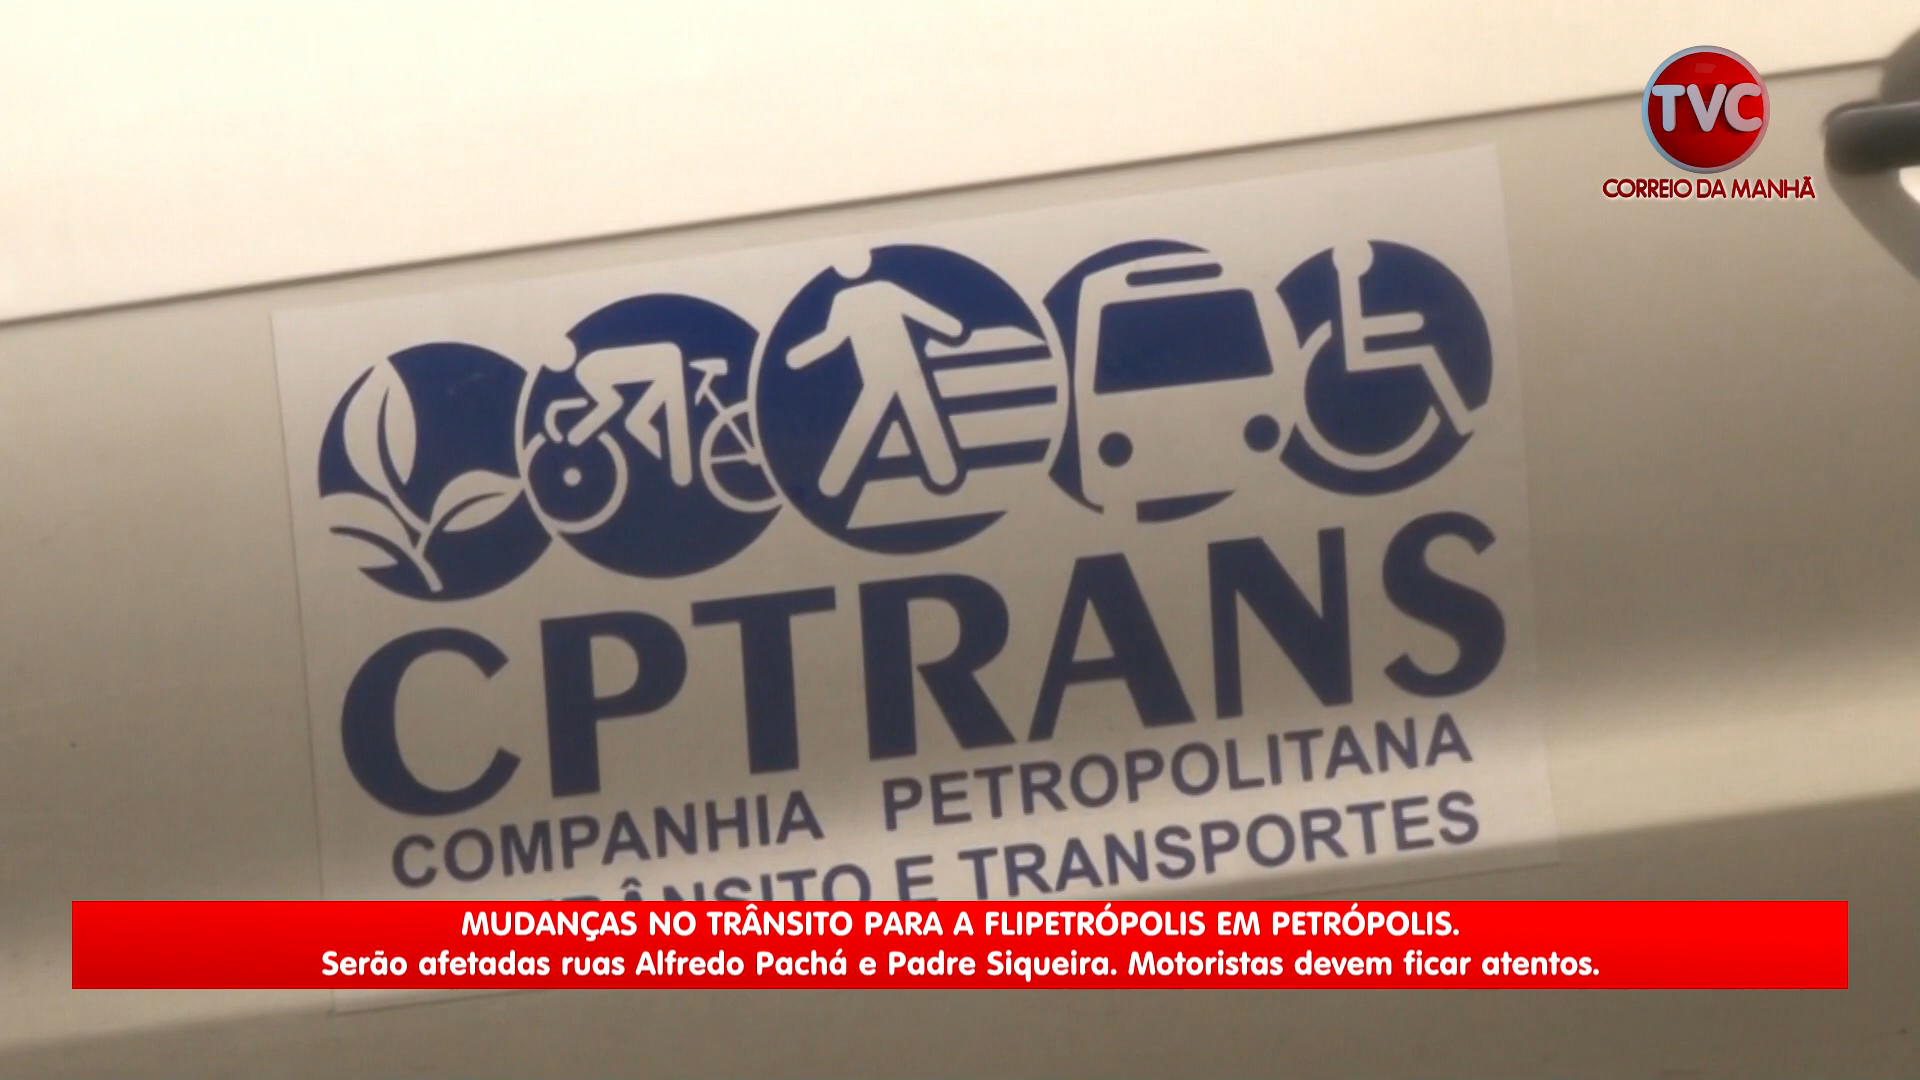 TVC
CORREIO DA MANHÃ
CPTRANS
COMPANHIA PETROPOLITANA
TRÂNSITO E TRANSPORTES
MUDANÇAS NO TRÂNSITO PARA A FLIPETRÓPOLIS EM PETRÓPOLIS.
Serão afetadas ruas Alfredo Pachá e Padre Siqueira. Motoristas devem ficar atentos.